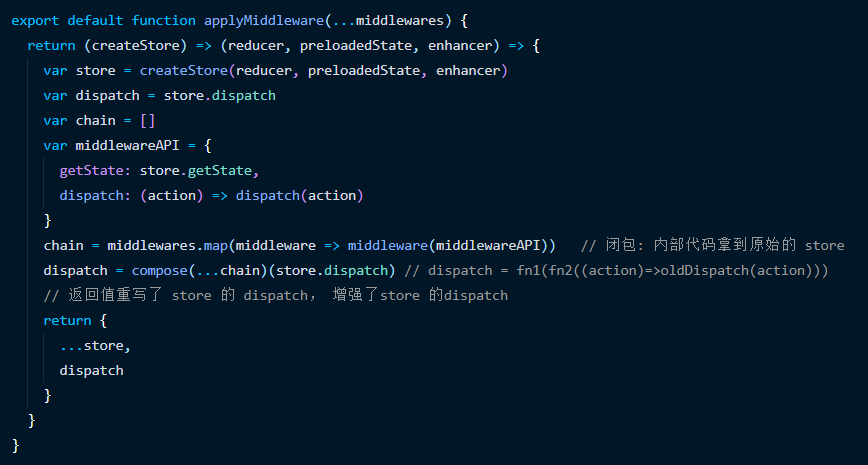 export default function applyMiddleware(...middlewares) {
return (createStore) => (reducer, preloadedState, enhancer) => {
var store = createStore(reducer, preloadedState, enhancer)
var dispatch = store.dispatch
var chain = []
var middlewareAPI = {
getState: store.getState,
dispatch: (action) => dispatch(action)
}
chain = middlewares.map(middleware => middleware(middlewareAPI))   // 闭包: 内部代码拿到原始的 store
dispatch = compose(...chain)(store.dispatch) // dispatch = fn1(fn2((action)=>oldDispatch(action)))
// 返回值重写了 store 的 dispatch， 增强了store 的dispatch
return {
...store,
dispatch
}
}
}